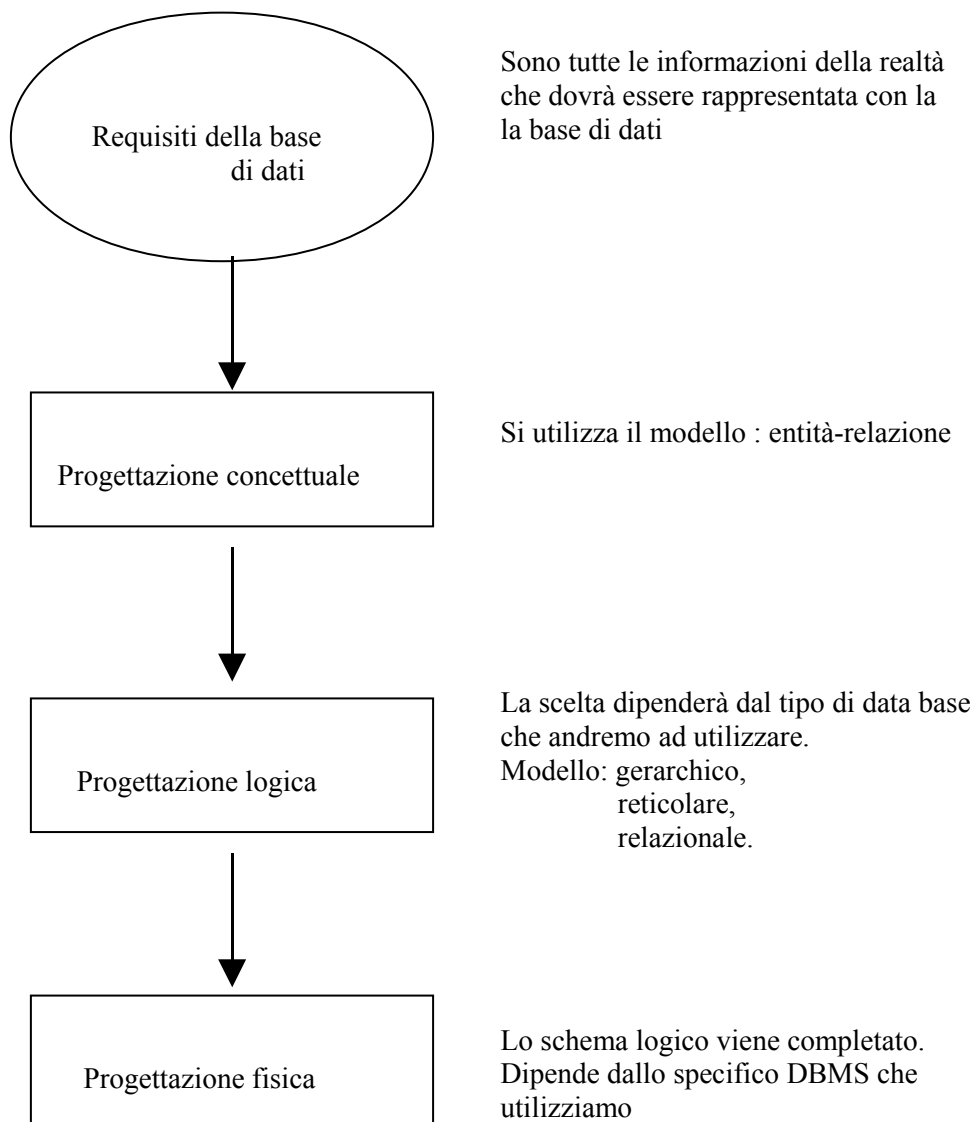 Requisiti della base
di dati
Sono tutte le informazioni della realtà
che dovrà essere rappresentata con la
la base di dati
Progettazione concettuale
Si utilizza il modello : entità-relazione
Progettazione logica
La scelta dipenderà dal tipo di data base
che andremo ad utilizzare.
Modello: gerarchico,
reticolare,
relazionale.
Progettazione fisica
Lo schema logico viene completato.
Dipende dallo specifico DBMS che
utilizziamo